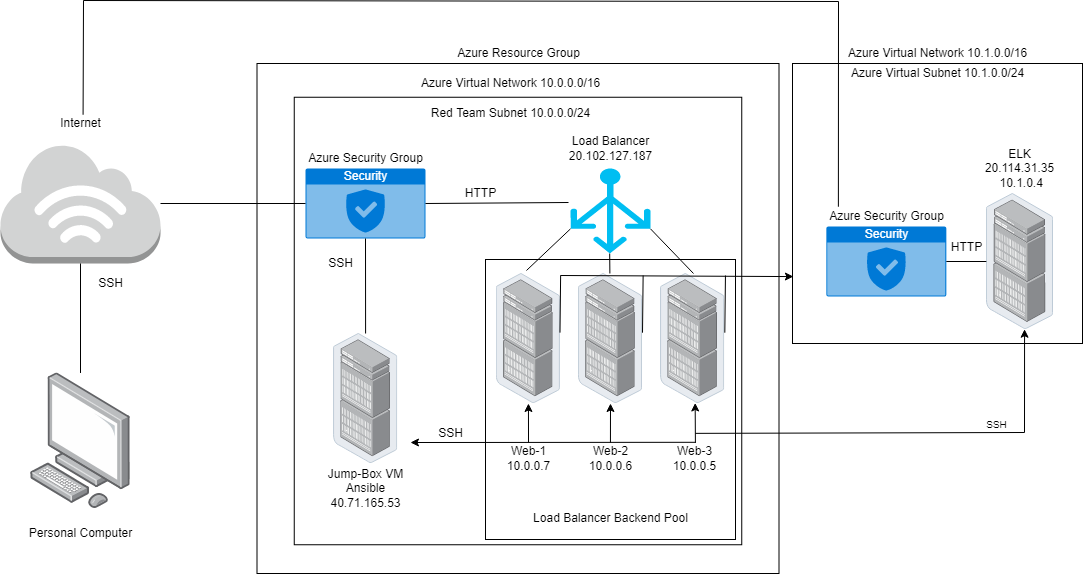 Internet
SSH
Personal Computer
Azure Resource Group
Azure Virtual Network 10.0.0.0/16
Red Team Subnet 10.0.0.0/24
Azure Security Group
Security
HTTP
Load Balancer
20.102.127.187
SSH
Jump-Box VM
Ansible
40.71.165.53
SSH
Web-1
10.0.0.7
Web-2
10.0.0.6
Web-3
10.0.0.5
Load Balancer Backend Pool
Azure Virtual Network 10.1.0.0/16
Azure Virtual Subnet 10.1.0.0/24
ELK
20.114.31.35
10.1.0.4
Azure Security Group
Security
HTTP
SSH